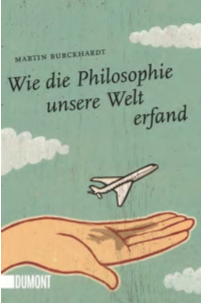 MARTIN BURCKHARDT
Wie die Philosophie
unsere Welt
erfand
DUMONT